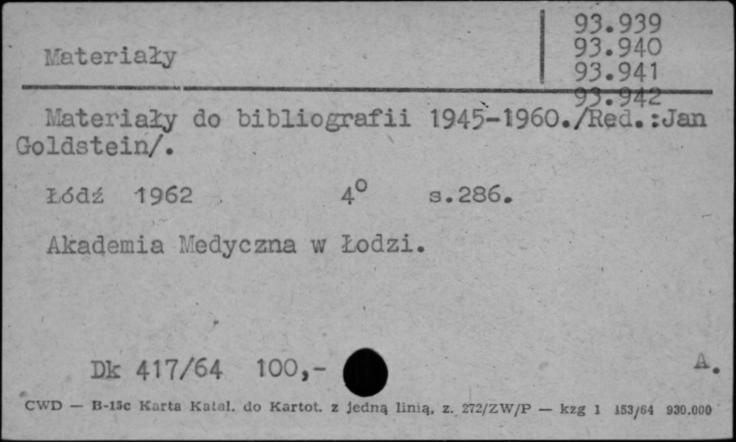 Materiały
93.939
93.940
93.941
93.942
Materiały do bibliografii 1945-1960./Red.:Jan
Goldstein/.
Łódź 1962 4° s.286.
Akademia Medyczna w Łodzi.
Dk 417/64 100,-
A.
CWD — B-15c Karta Katal. do Kartot. z jedną linią, z. 272/ZW/P — kzg 1 153/64 930.000